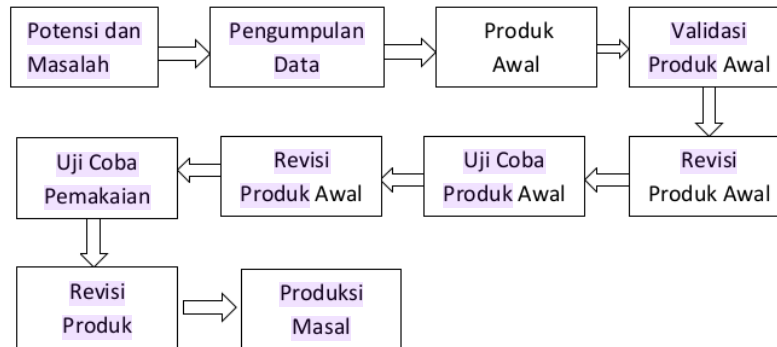 Potensi dan
Masalah
Pengumpulan
Data
Produk
Awal
Validasi
Produk Awal
Revisi
Produk Awal
Uji Coba
Produk Awal
Revisi
Produk Awal
Uji Coba
Pemakaian
Revisi
Produk
Produksi
Masal